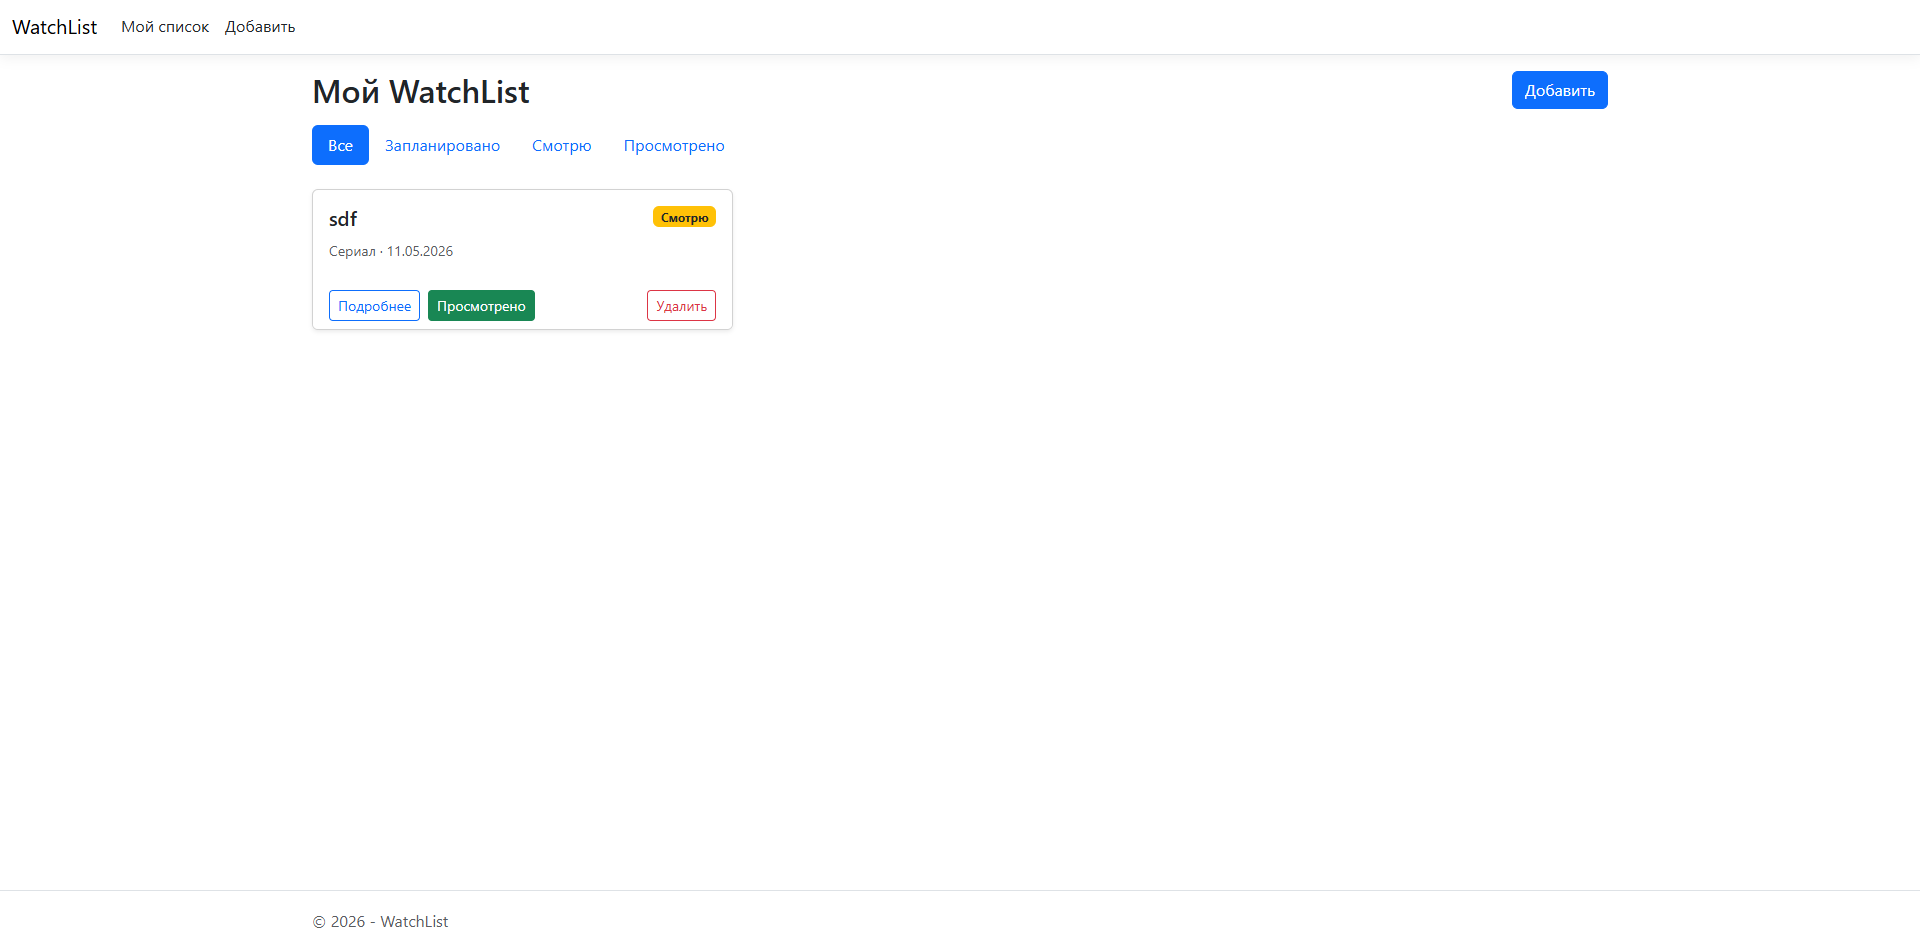 WatchList Мой список Добавить
Мой WatchList Добавить
Все Запланировано Смотрю Просмотрено
sdf Смотрю
Сериал · 11.05.2026
Подробнее Просмотрено Удалить
© 2026 - WatchList